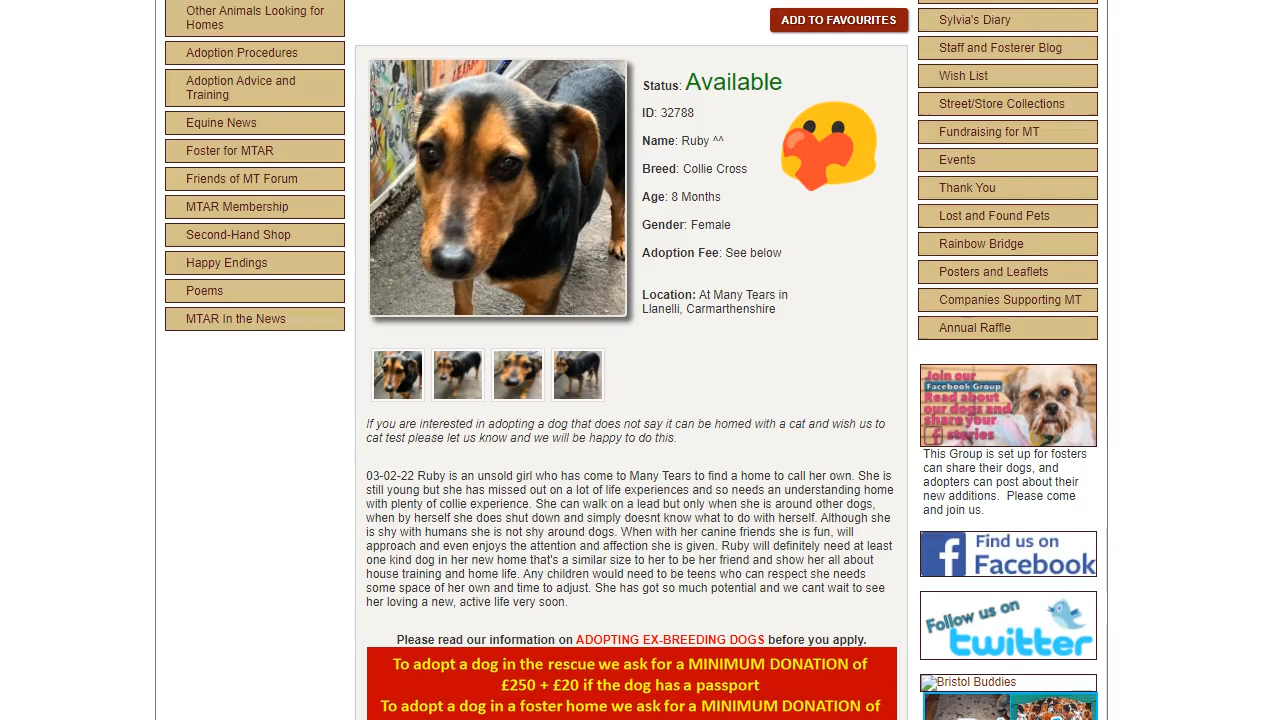 Other Animals Looking for
Homes
Adoption Procedures
Adoption Advice and
Training
Equine News
Foster for MTAR
Friends of MT Forum
MTAR Membership
Second-Hand Shop
Happy Endings
Poems
MTAR In the News
ADD TO FAVOURITES
Status: Available
ID: 32788
Name: Ruby ^^
Breed: Collie Cross
Age: 8 Months
Gender: Female
Adoption Fee: See below
Location: At Many Tears in
Llanelli, Carmarthenshire
If you are interested in adopting a dog that does not say it can be homed with a cat and wish us to
cat test please let us know and we will be happy to do this.
03-02-22 Ruby is an unsold girl who has come to Many Tears to find a home to call her own. She is
still young but she has missed out on a lot of life experiences and so needs an understanding home
with plenty of collie experience. She can walk on a lead but only when she is around other dogs,
when by herself she does shut down and simply doesnt know what to do with herself. Although she
is shy with humans she is not shy around dogs. When with her canine friends she is fun, will
approach and even enjoys the attention and affection she is given. Ruby will definitely need at least
one kind dog in her new home that's a similar size to her to be her friend and show her all about
house training and home life. Any children would need to be teens who can respect she needs
some space of her own and time to adjust. She has got so much potential and we cant wait to see
her loving a new, active life very soon.
Please read our information on ADOPTING EX-BREEDING DOGS before you apply.
To adopt a dog in the rescue we ask for a MINIMUM DONATION of
£250 + £20 if the dog has a passport
To adopt a dog in a foster home we ask for a MINIMUM DONATION of
Sylvia's Diary
Staff and Fosterer Blog
Wish List
Street/Store Collections
Fundraising for MT
Events
Thank You
Lost and Found Pets
Rainbow Bridge
Posters and Leaflets
Companies Supporting MT
Annual Raffle
Join our
Facebook Group
Read about
our dogs and
share your
stories
This Group is set up for fosters
can share their dogs, and
adopters can post about their
new additions. Please come
and join us.
Find us on
Facebook
Follow us on
twitter
Bristol Buddies